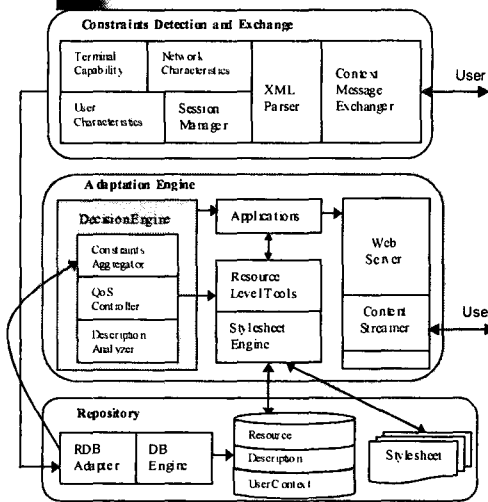 Constraints Detection and Exchange
Terminal
Capability
Network
Characteristics
User
Characteristics
Session
Manager
XML
Parser
Context
Message
Exchanger
User
Adaptation Engine
DecisionEngine
Constraints
Aggregator
QoS
Controller
Description
Analyzer
Applications
Resource
Level Tools
Stylesheet
Engine
Web
Server
Content
Streamer
Use
Repository
RDB
Adapter
DB
Engine
Resource
Description
UserContext
Stylesheet